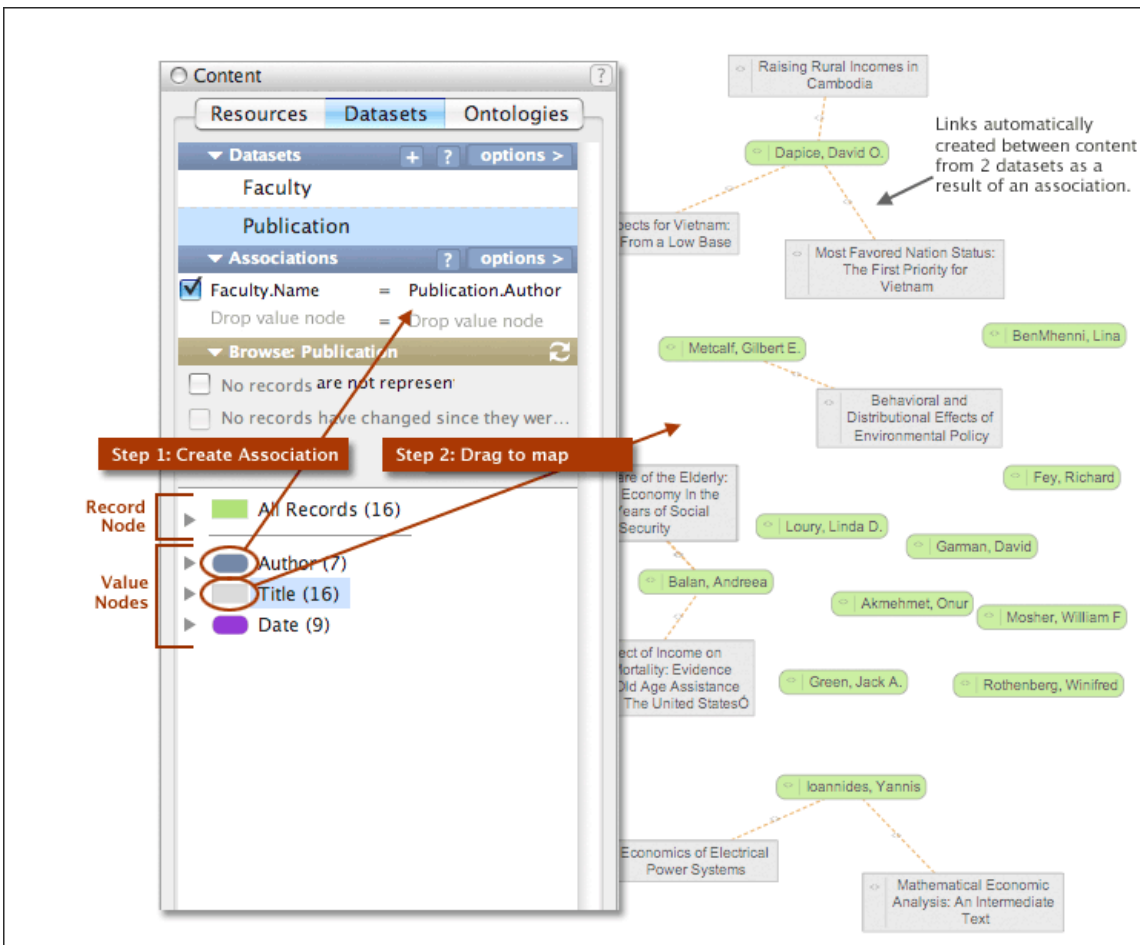 Content
?
Resources
Datasets
Ontologies
Datasets
+
?
options >
Faculty
Publication
Associations
?
options >
Faculty.Name = Publication.Author
Drop value node = Drop value node
Browse: Publication
No records are not represen
No records have changed since they wer...
Step 1: Create Association
Step 2: Drag to map
Record
Node
All Records (16)
Value
Nodes
Author (7)
Title (16)
Date (9)
Raising Rural Incomes in
Cambodia
Links automatically
created between content
from 2 datasets as a
result of an association.
Dapice, David O.
pects for Vietnam:
From a Low Base
Most Favored Nation Status:
The First Priority for
Vietnam
BenMhenni, Lina
Metcalf, Gilbert E.
Behavioral and
Distributional Effects of
Environmental Policy
are of the Elderly:
Economy In the
Years of Social
Security
Fey, Richard
Loury, Linda D.
Garman, David
Balan, Andreea
Akmehmet, Onur
Mosher, William F
ect of Income on
Mortality: Evidence
Old Age Assistance
The United StatesÓ
Green, Jack A.
Rothenberg, Winifred
Ioannides, Yannis
Economics of Electrical
Power Systems
Mathematical Economic
Analysis: An Intermediate
Text